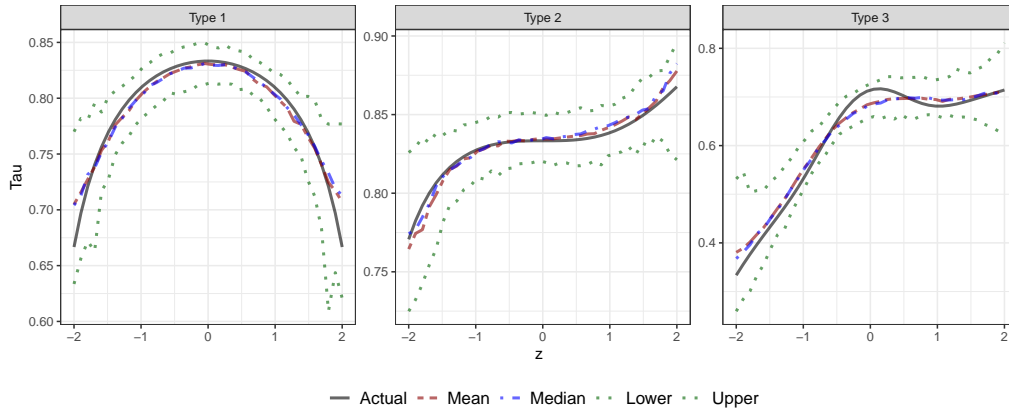 Type 1
Type 2
Type 3
Tau
0.85
0.80
0.75
0.70
0.65
0.60
0.90
0.85
0.80
0.75
0.8
0.6
0.4
−2 −1 0 1 2
−2 −1 0 1 2
−2 −1 0 1 2
z
Actual Mean Median Lower Upper